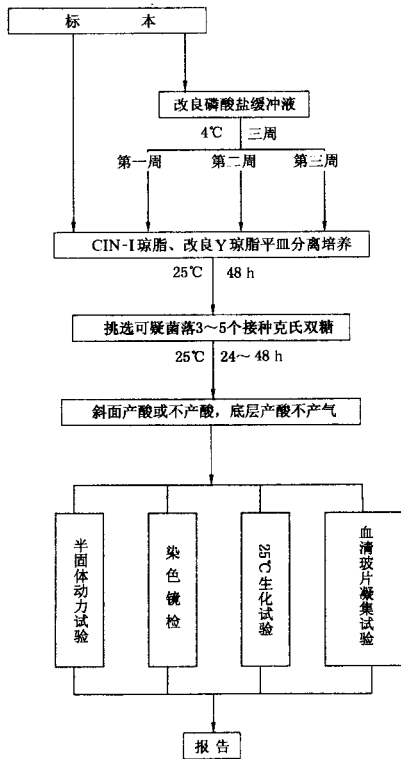 标 本
改良磷酸盐缓冲液
4℃ 三周
第一周 第二周 第三周
CIN-I琼脂、改良Y琼脂平皿分离培养
25℃ 48 h
挑选可疑菌落3～5个接种克氏双糖
25℃ 24～48 h
斜面产酸或不产酸，底层产酸不产气
半固体动力试验
染色镜检
25℃生化试验
血清玻片凝集试验
报告